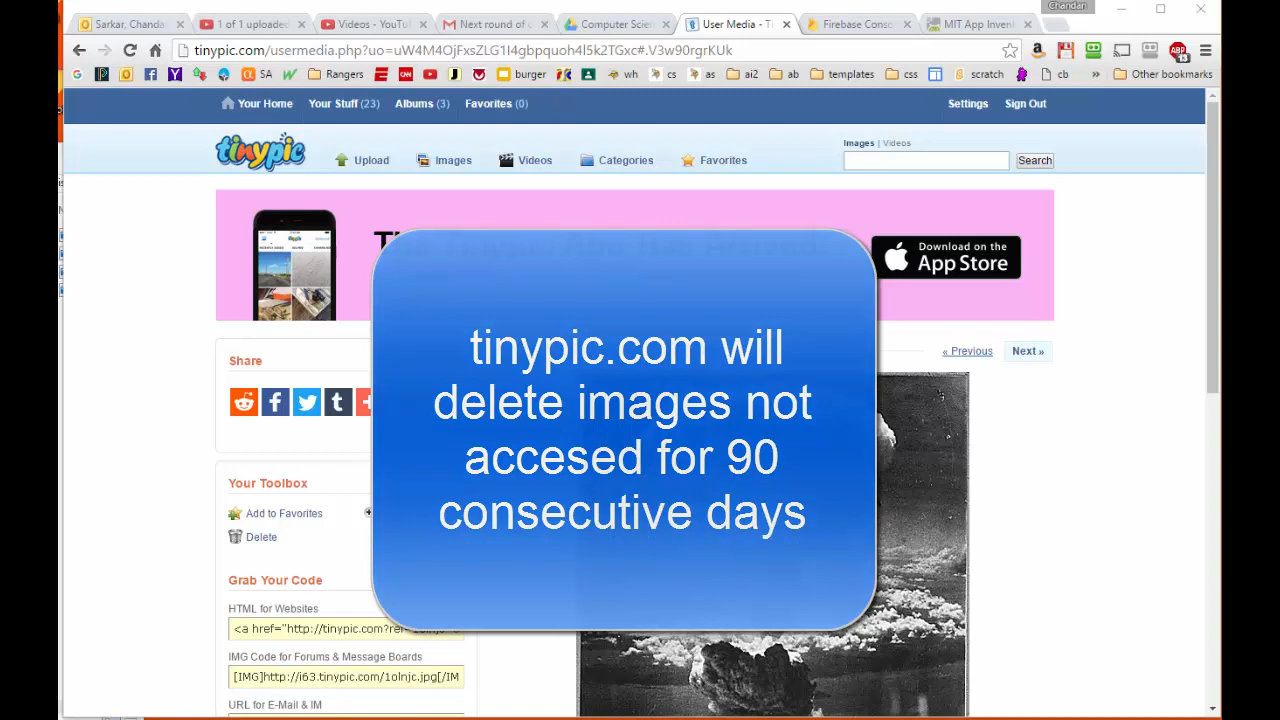 Chandan
Sarkar, Chanda
1 of 1 uploaded
Videos - YouTu
Next round of c
Computer Scien
User Media - Ti
Firebase Conso
MIT App Inven
tinypic.com/usermedia.php?uo=uW4M4OjFxsZLG1I4gbpquoh4l5k2TGxc#.V3w90rgrKUk
SA
Rangers
burger
wh
cs
as
ai2
ab
templates
css
scratch
cb
»
Other bookmarks
Your Home
Your Stuff (23)
Albums (3)
Favorites (0)
Settings
Sign Out
tinypic
Upload
Images
Videos
Categories
Favorites
Images | Videos
Search
Download on the
App Store
tinypic.com will
delete images not
accesed for 90
consecutive days
« Previous
Next »
Share
Your Toolbox
Add to Favorites
Delete
Grab Your Code
HTML for Websites
<a href="http://tinypic.com?ref=
IMG Code for Forums & Message Boards
[IMG]http://i63.tinypic.com/1olnjc.jpg[/IM
URL for E-Mail & IM